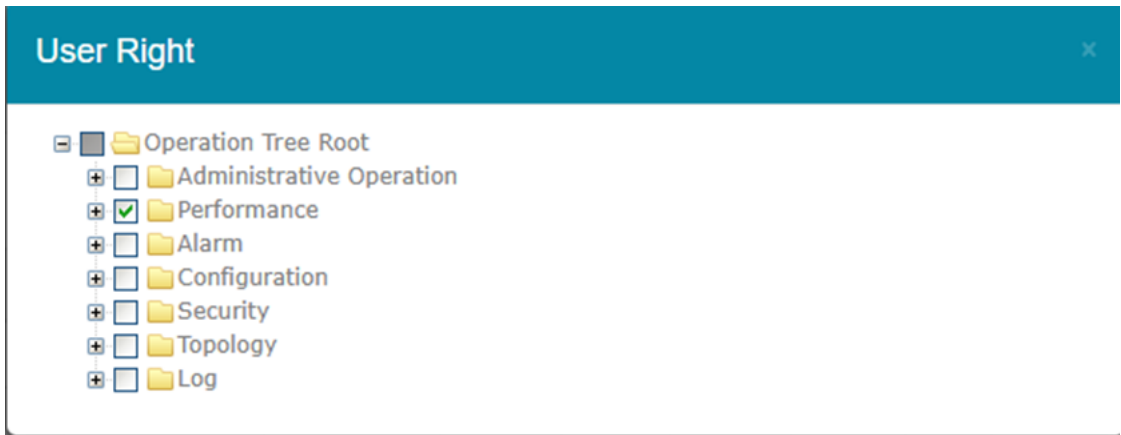 User Right
×
Operation Tree Root
Administrative Operation
Performance
Alarm
Configuration
Security
Topology
Log